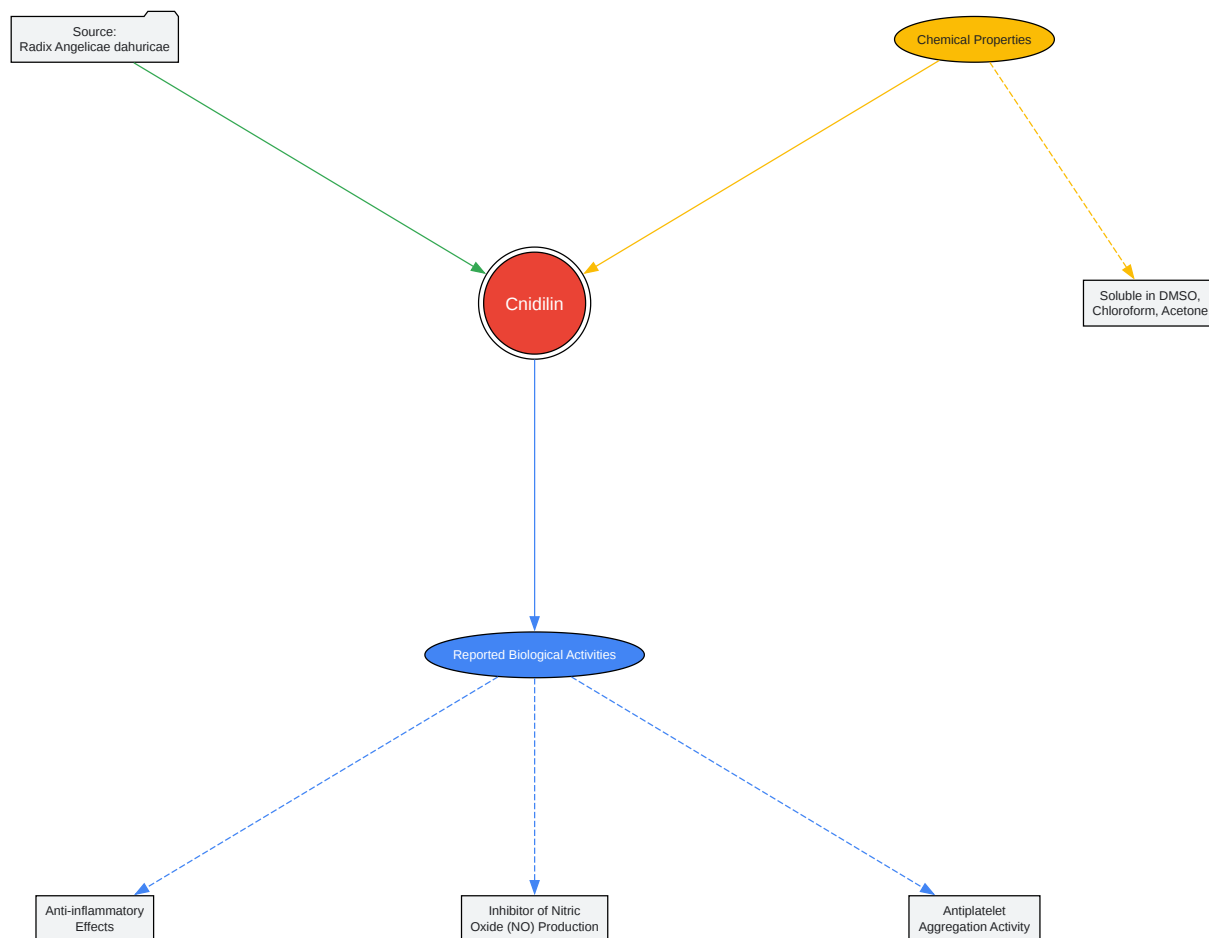 Source:
Radix Angelicae dahuricae
Chemical Properties
Cnidilin
Soluble in DMSO,
Chloroform, Acetone
Reported Biological Activities
Anti-inflammatory
Effects
Inhibitor of Nitric
Oxide (NO) Production
Antiplatelet
Aggregation Activity